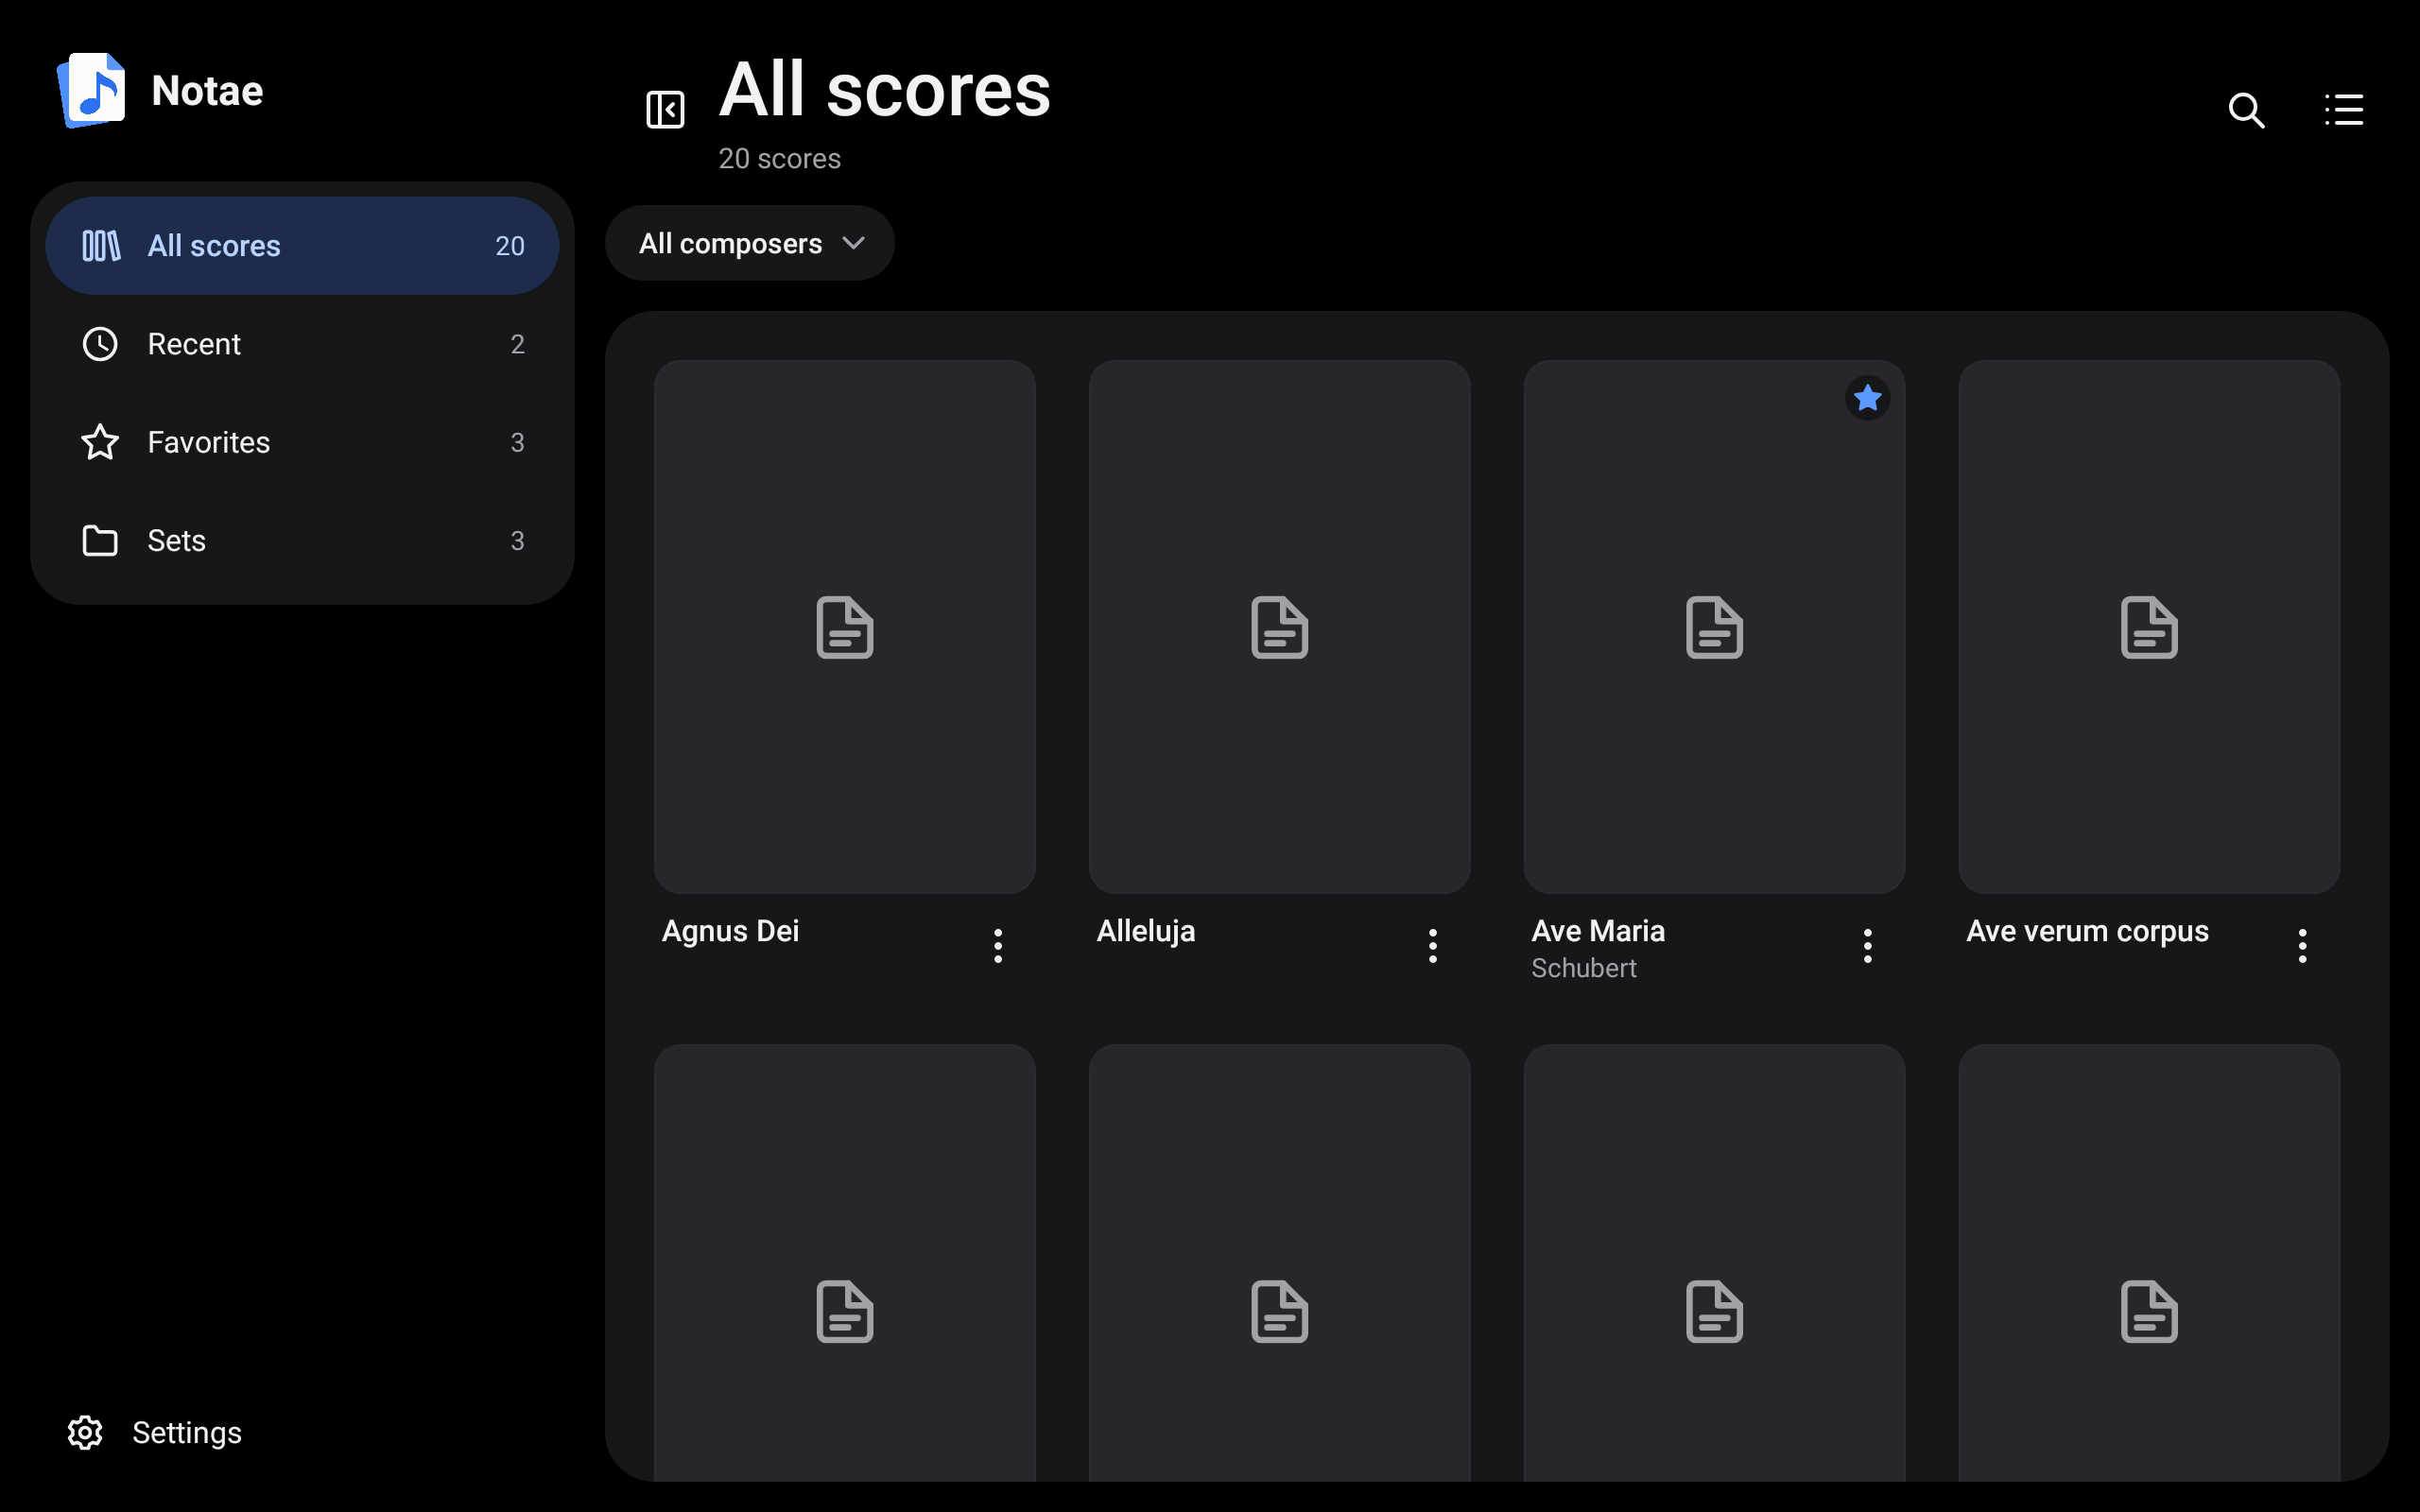 Notae
All scores 20
Recent 2
Favorites 3
Sets 3
Settings
All scores
20 scores
All composers
Agnus Dei
Alleluja
Ave Maria
Schubert
Ave verum corpus